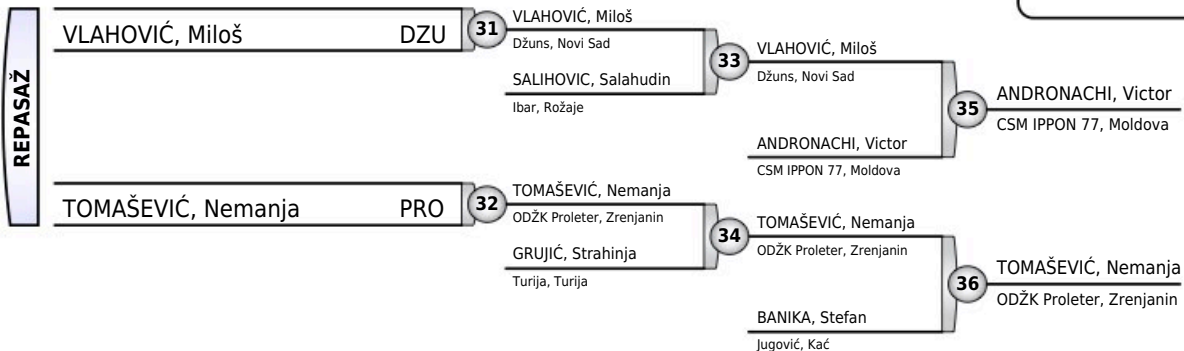 REPASAŽ
VLAHOVIĆ, Miloš DZU
31
VLAHOVIĆ, Miloš
Džuns, Novi Sad
SALIHOVIC, Salahudin
Ibar, Rožaje
33
VLAHOVIĆ, Miloš
Džuns, Novi Sad
ANDRONACHI, Victor
CSM IPPON 77, Moldova
35
ANDRONACHI, Victor
CSM IPPON 77, Moldova
TOMAŠEVIĆ, Nemanja PRO
32
TOMAŠEVIĆ, Nemanja
ODŽK Proleter, Zrenjanin
GRUJIĆ, Strahinja
Turija, Turija
34
TOMAŠEVIĆ, Nemanja
ODŽK Proleter, Zrenjanin
BANIKA, Stefan
Jugović, Kać
36
TOMAŠEVIĆ, Nemanja
ODŽK Proleter, Zrenjanin